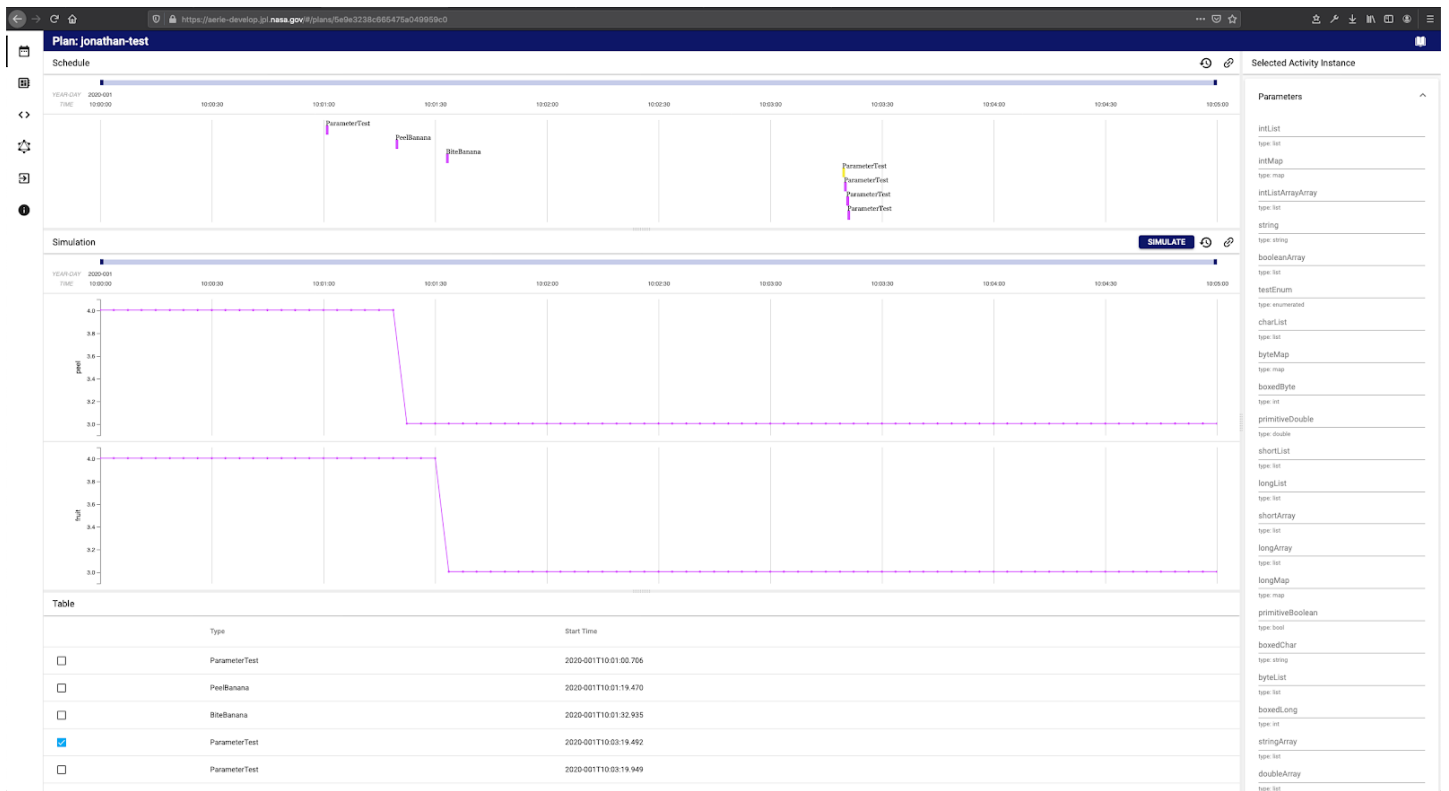 https://aerie-develop.jpl.nasa.gov/#/plans/5e9e3238c665475a049959c0
Plan: jonathan-test
Schedule
YEAR-DAY 2020-001
TIME 10:00:00 10:00:30 10:01:00 10:01:30 10:02:00 10:02:30 10:03:00 10:03:30 10:04:00 10:04:30 10:05:00
ParameterTest
PeelBanana
BiteBanana
ParameterTest
ParameterTest
ParameterTest
ParameterTest
Simulation
SIMULATE
YEAR-DAY 2020-001
TIME 10:00:00 10:00:30 10:01:00 10:01:30 10:02:00 10:02:30 10:03:00 10:03:30 10:04:00 10:04:30 10:05:00
peel
4.0
3.8
3.6
3.4
3.2
3.0
fruit
4.0
3.8
3.6
3.4
3.2
3.0
Table
Type Start Time
ParameterTest 2020-001T10:01:00.706
PeelBanana 2020-001T10:01:19.470
BiteBanana 2020-001T10:01:32.935
ParameterTest 2020-001T10:03:19.492
ParameterTest 2020-001T10:03:19.949
Selected Activity Instance
Parameters
intList
type: list
intMap
type: map
intListArrayArray
type: list
string
type: string
booleanArray
type: list
testEnum
type: enumerated
charList
type: list
byteMap
type: map
boxedByte
type: int
primitiveDouble
type: double
shortList
type: list
longList
type: list
shortArray
type: list
longArray
type: list
longMap
type: map
primitiveBoolean
type: bool
boxedChar
type: string
byteList
type: list
boxedLong
type: int
stringArray
type: list
doubleArray
type: list